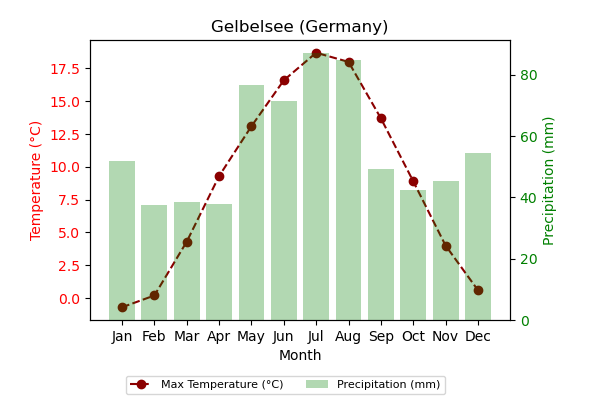 Gelbelsee (Germany)
Temperature (°C)
17.5
15.0
12.5
10.0
7.5
5.0
2.5
0.0
80
60
40
20
0
Precipitation (mm)
Jan Feb Mar Apr May Jun Jul Aug Sep Oct Nov Dec
Month
Max Temperature (°C) Precipitation (mm)